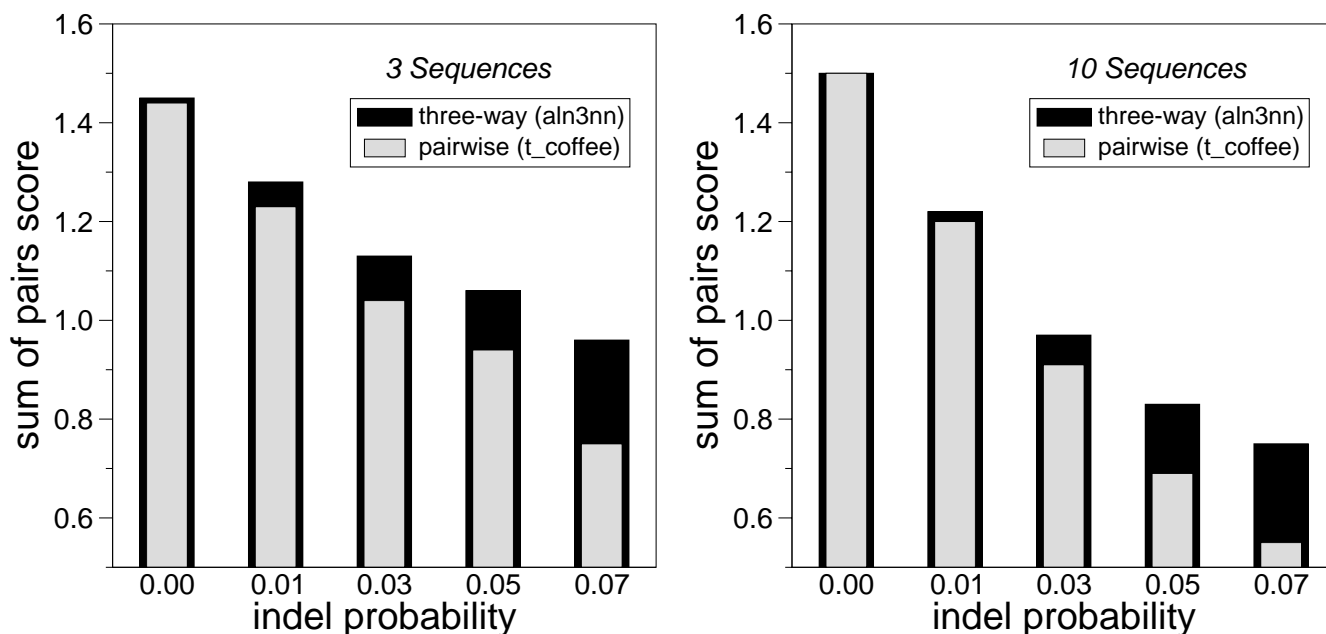 3 Sequences
three-way (aln3nn)
pairwise (t_coffee)
sum of pairs score
1.6
1.4
1.2
1.0
0.8
0.6
0.00 0.01 0.03 0.05 0.07
indel probability
10 Sequences
three-way (aln3nn)
pairwise (t_coffee)
sum of pairs score
1.6
1.4
1.2
1.0
0.8
0.6
0.00 0.01 0.03 0.05 0.07
indel probability